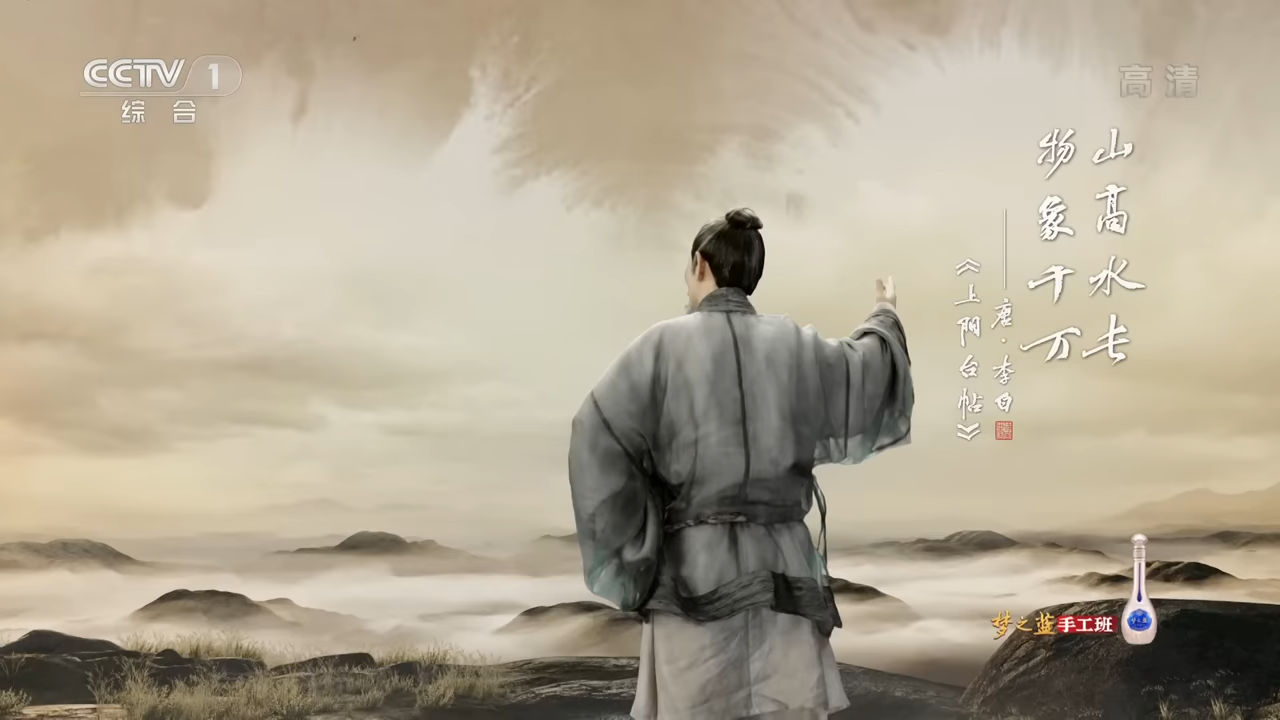 CCTV 1
综合
高清
山高水长
物象千万
——唐·李白
《上阳台帖》
梦之蓝手工班